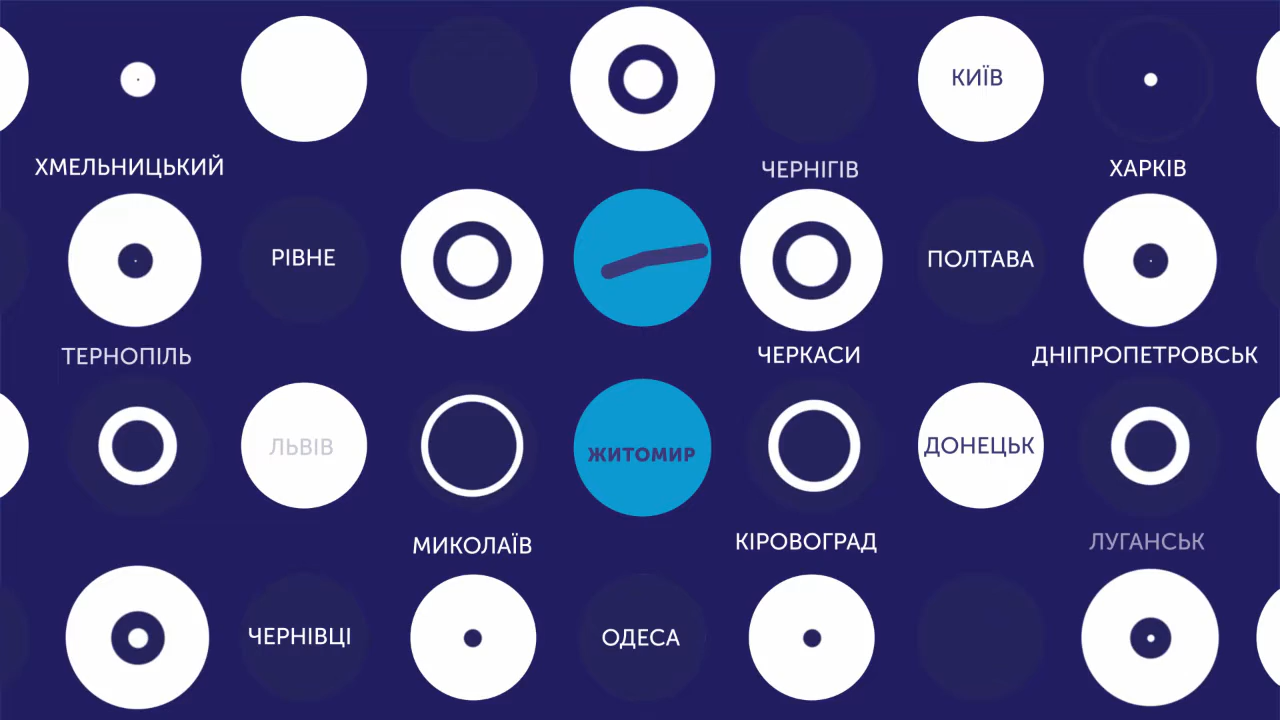 КИЇВ
ХМЕЛЬНИЦЬКИЙ
ЧЕРНІГІВ
ХАРКІВ
РІВНЕ
ПОЛТАВА
ТЕРНОПІЛЬ
ЧЕРКАСИ
ДНІПРОПЕТРОВСЬК
ЛЬВІВ
ЖИТОМИР
ДОНЕЦЬК
МИКОЛАЇВ
КІРОВОГРАД
ЛУГАНСЬК
ЧЕРНІВЦІ
ОДЕСА